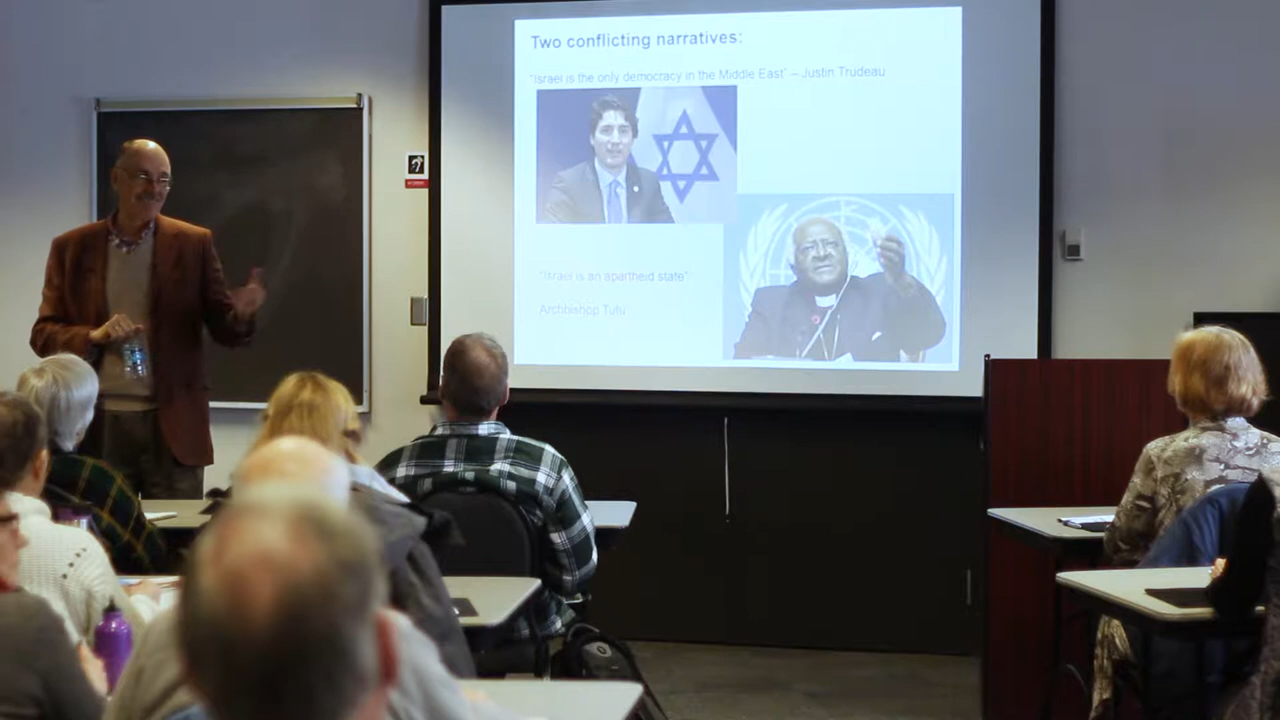 Two conflicting narratives:
"Israel is the only democracy in the Middle East" – Justin Trudeau
"Israel is an apartheid state":
Archbishop Tutu